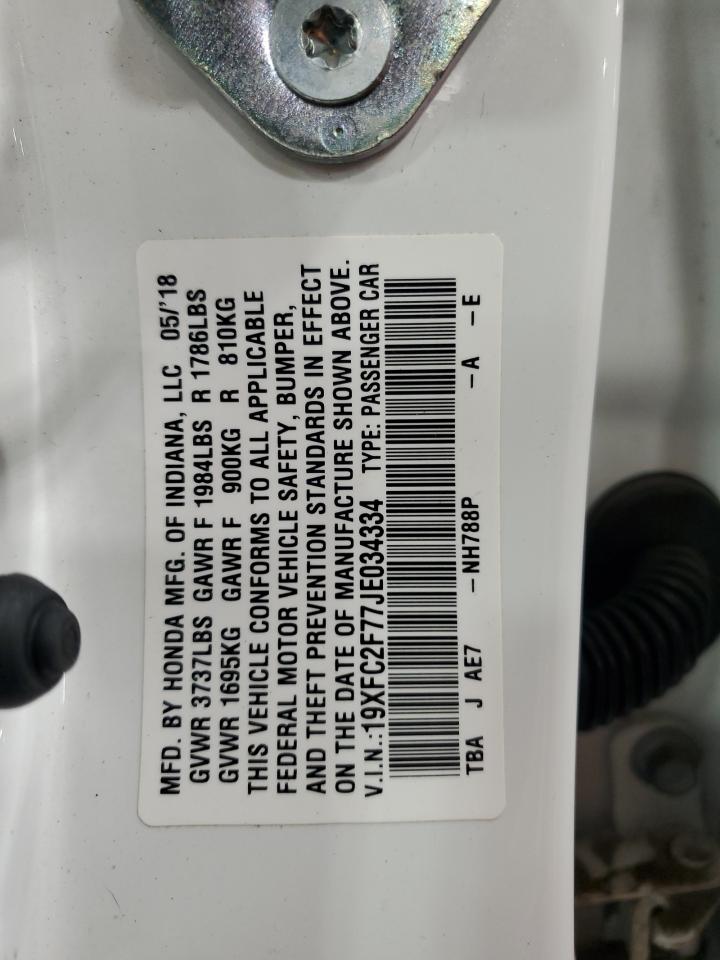 MFD. BY HONDA MFG. OF INDIANA, LLC 05/'18
GVWR 3737LBS GAWR F 1984LBS R 1786LBS
GVWR 1695KG GAWR F 900KG R 810KG
THIS VEHICLE CONFORMS TO ALL APPLICABLE
FEDERAL MOTOR VEHICLE SAFETY, BUMPER,
AND THEFT PREVENTION STANDARDS IN EFFECT
ON THE DATE OF MANUFACTURE SHOWN ABOVE.
V.I.N.:19XFC2F77JE034334 TYPE: PASSENGER CAR
TBA J AE7 -NH788P -A -E